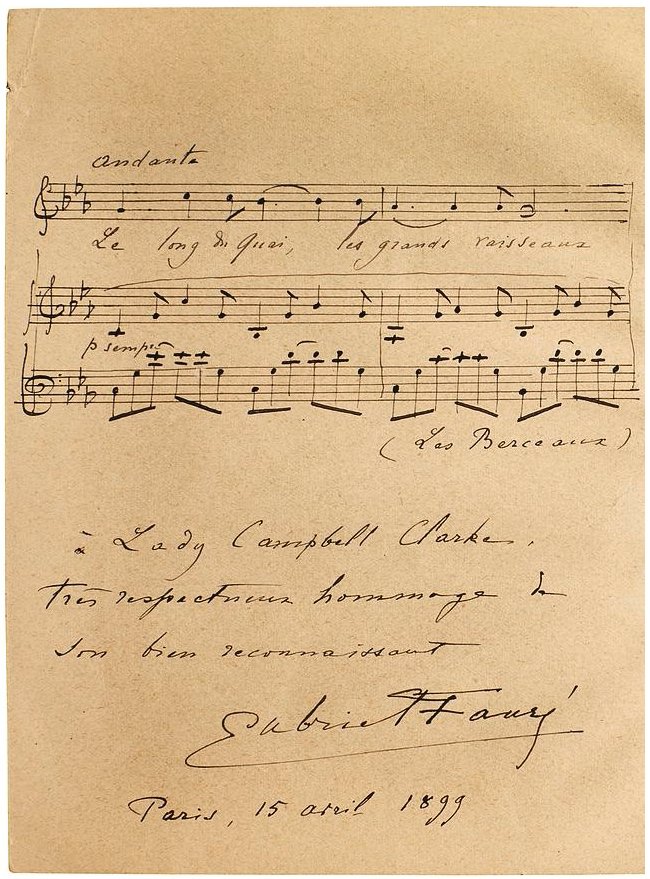 Andante
Le long du Quai, les grands vaisseaux
p sempre
(Les Berceaux)
à Lady Campbell Clarke,
très respectueux hommage de
son bien reconnaissant
Gabriel Fauré
Paris, 15 avril 1899